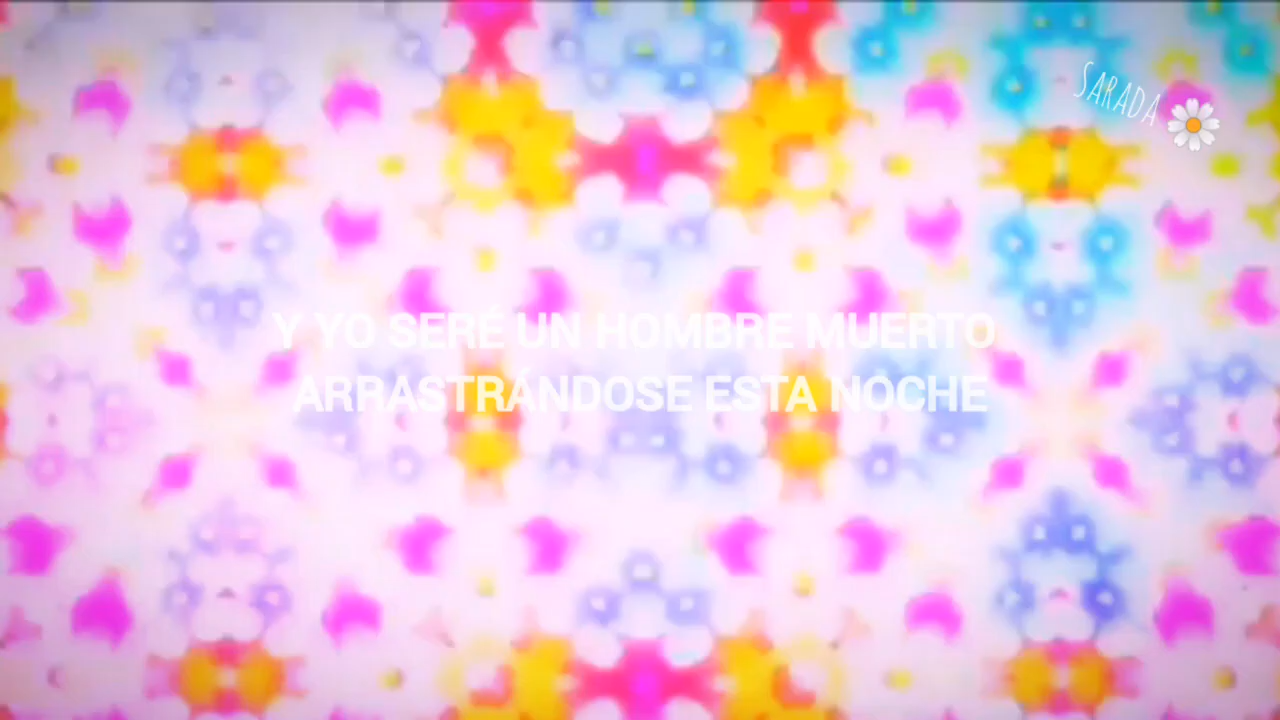 SARADA
Y YO SERÉ UN HOMBRE MUERTO
ARRASTRÁNDOSE ESTA NOCHE